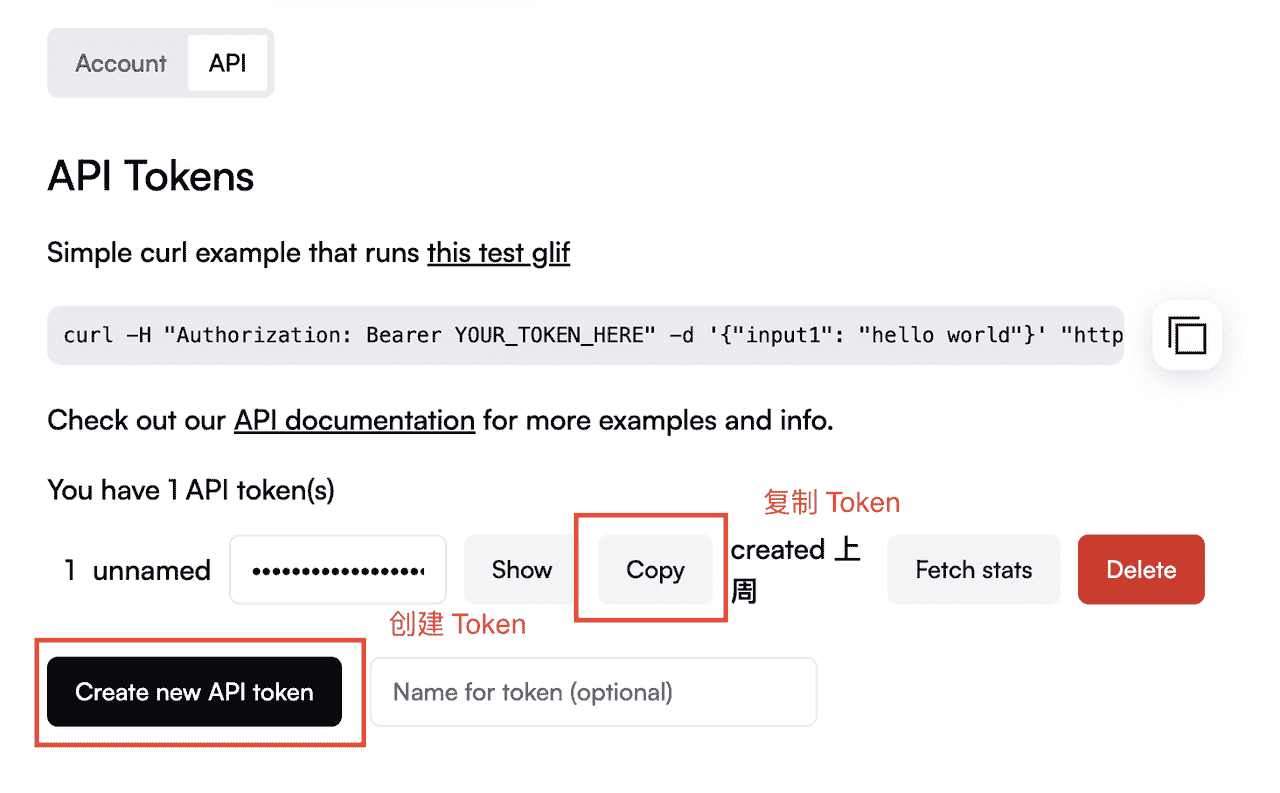 Account API
API Tokens
Simple curl example that runs this test glif
curl -H "Authorization: Bearer YOUR_TOKEN_HERE" -d '{"input1": "hello world"}' "http
Check out our API documentation for more examples and info.
You have 1 API token(s)
复制 Token
1 unnamed •••••••••••••••••• Show Copy created 上
周 Fetch stats Delete
创建 Token
Create new API token Name for token (optional)